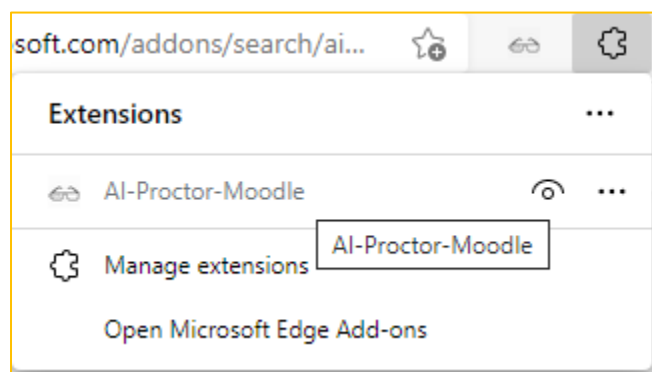 soft.com/addons/search/ai...
Extensions
AI-Proctor-Moodle
AI-Proctor-Moodle
Manage extensions
Open Microsoft Edge Add-ons